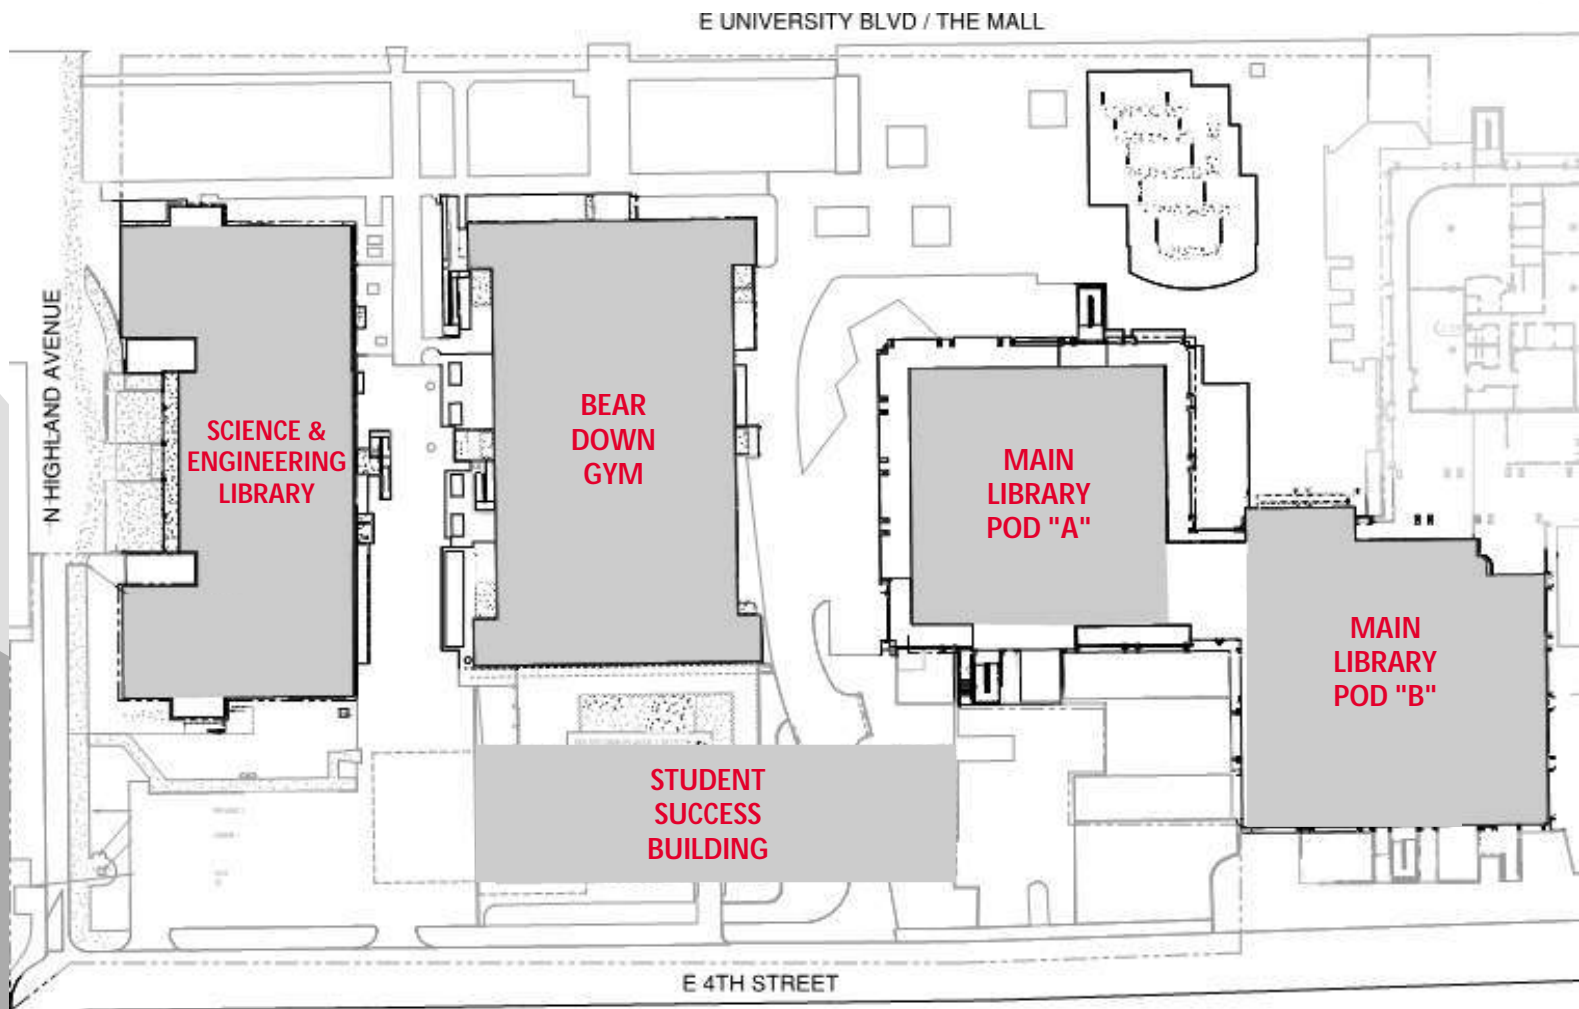 E UNIVERSITY BLVD / THE MALL
N HIGHLAND AVENUE
SCIENCE &
ENGINEERING
LIBRARY
BEAR
DOWN
GYM
MAIN
LIBRARY
POD "A"
MAIN
LIBRARY
POD "B"
STUDENT
SUCCESS
BUILDING
E 4TH STREET